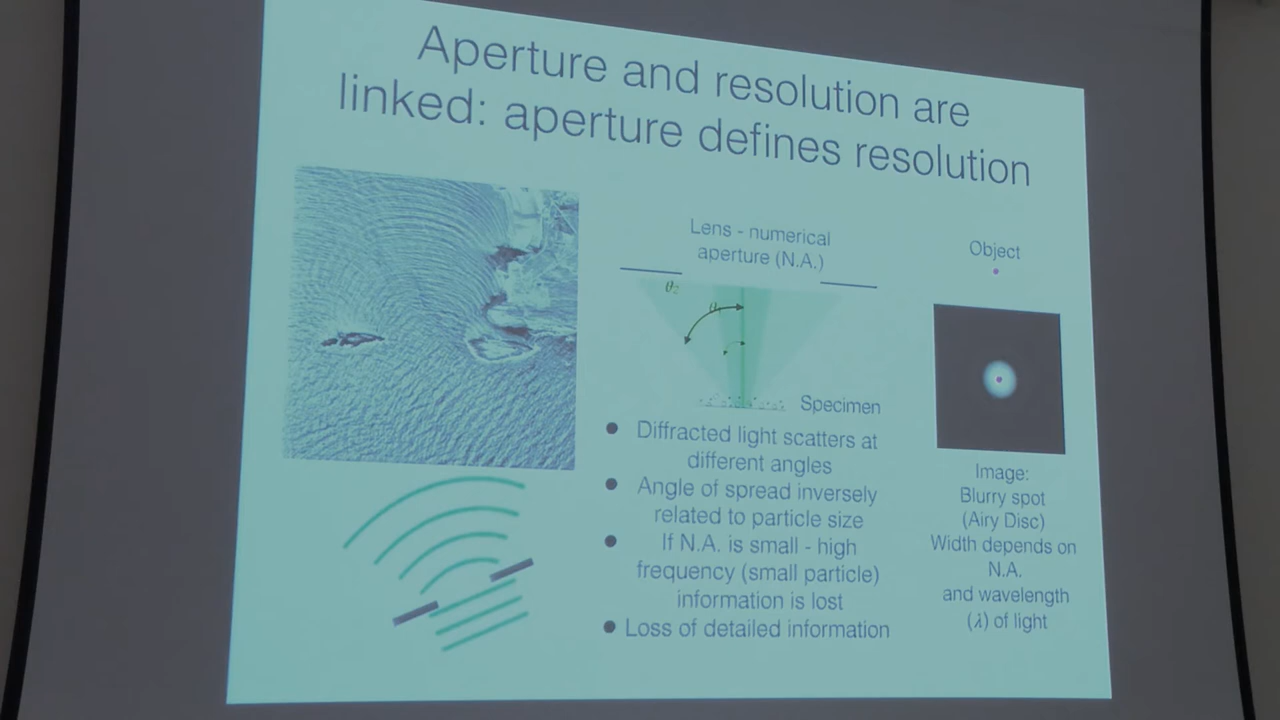 Aperture and resolution are
linked: aperture defines resolution
Lens - numerical
aperture (N.A.)
θ₂
Specimen
● Diffracted light scatters at
different angles
● Angle of spread inversely
related to particle size
● If N.A. is small - high
frequency (small particle)
information is lost
● Loss of detailed information
Object
Image:
Blurry spot
(Airy Disc)
Width depends on
N.A.
and wavelength
(λ) of light